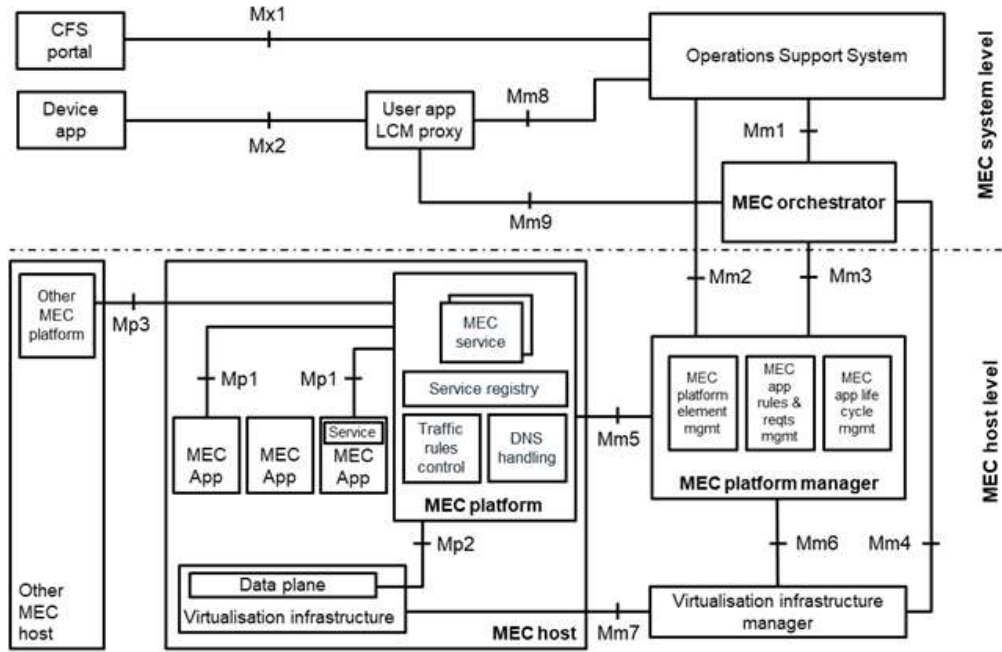 Mx1
CFS
portal
Operations Support System
Device
app
Mx2
User app
LCM proxy
Mm8
Mm1
Mm9
MEC orchestrator
MEC system level
Other
MEC
platform
Mp3
Mp1
Mp1
MEC
service
Service registry
Traffic
rules
control
DNS
handling
MEC platform
MEC
App
MEC
App
Service
MEC
App
Mp2
Data plane
Virtualisation infrastructure
MEC host
Other
MEC
host
Mm2
Mm3
MEC
platform
element
mgmt
MEC
app
rules &
reqts
mgmt
MEC
app life
cycle
mgmt
MEC platform manager
Mm5
Mm6
Mm4
Mm7
Virtualisation infrastructure
manager
MEC host level